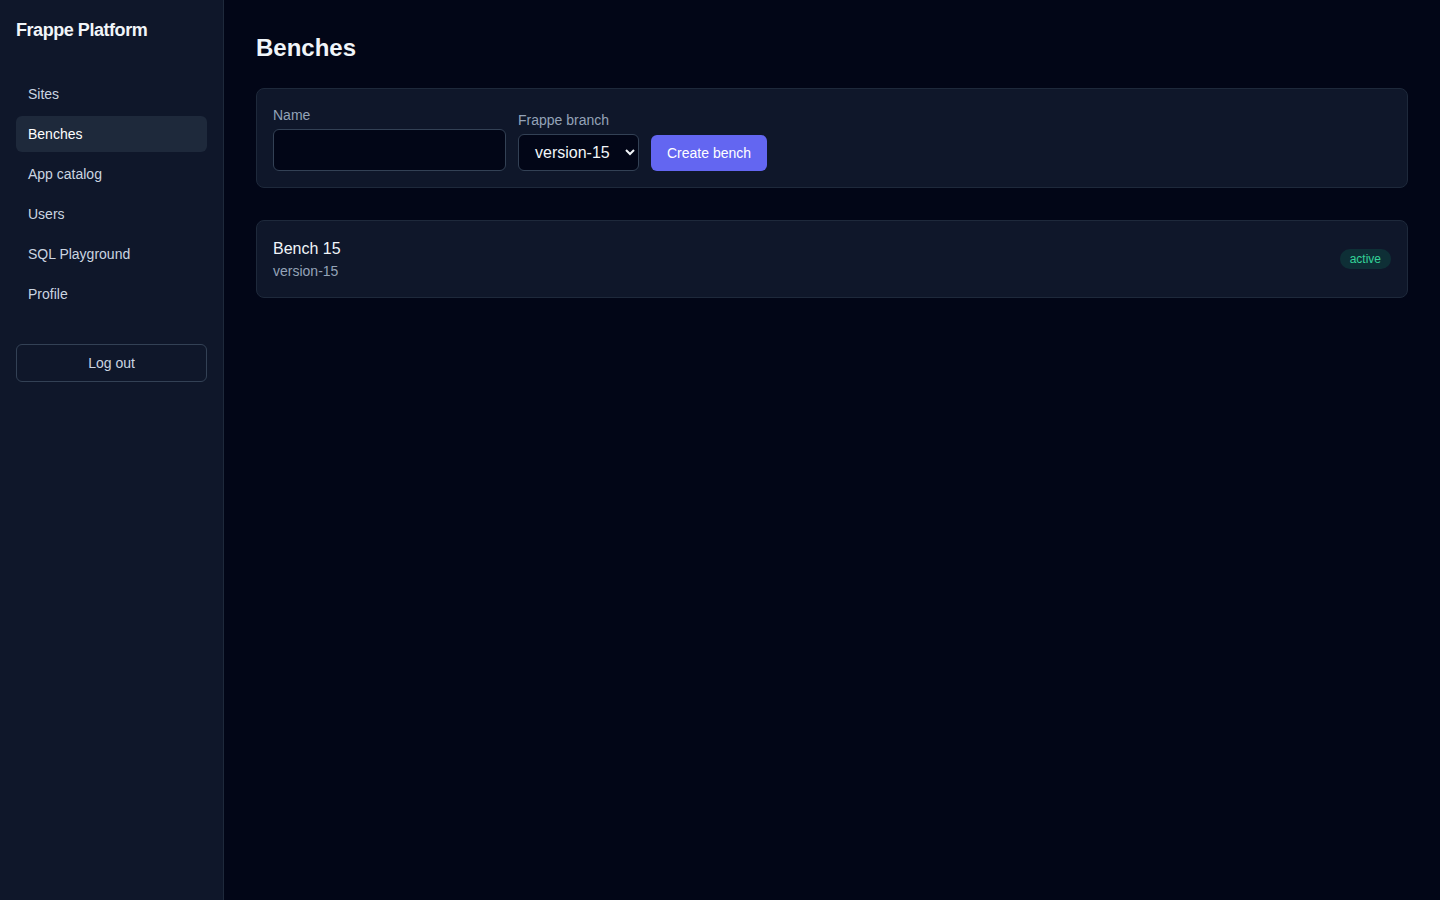 Frappe Platform
Sites
Benches
App catalog
Users
SQL Playground
Profile
Log out
Benches
Name
Frappe branch
version-15
Create bench
Bench 15
version-15
active